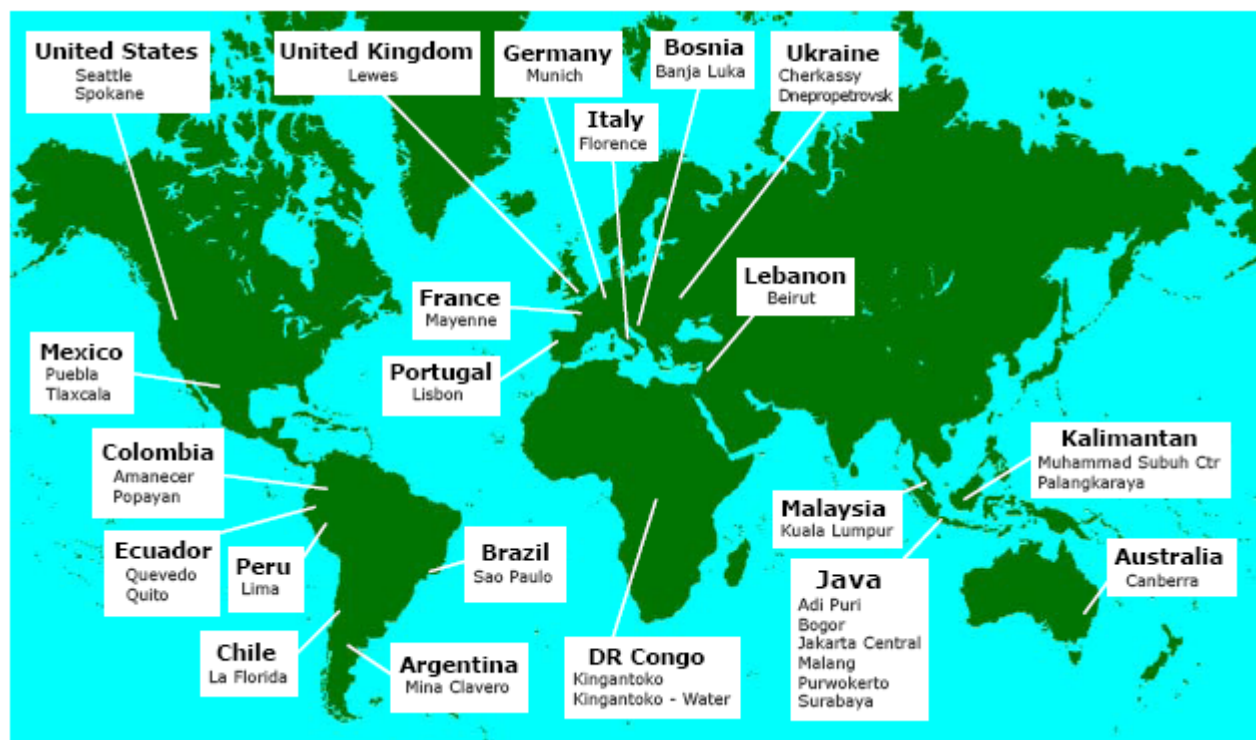 United States
Seattle
Spokane
United Kingdom
Lewes
Germany
Munich
Bosnia
Banja Luka
Ukraine
Cherkassy
Dnepropetrovsk
Italy
Florence
Lebanon
Beirut
France
Mayenne
Mexico
Puebla
Tlaxcala
Portugal
Lisbon
Colombia
Amanecer
Popayan
Kalimantan
Muhammad Subuh Ctr
Palangkaraya
Malaysia
Kuala Lumpur
Ecuador
Quevedo
Quito
Peru
Lima
Brazil
Sao Paulo
Australia
Canberra
Java
Adi Puri
Bogor
Jakarta Central
Malang
Purwokerto
Surabaya
Chile
La Florida
Argentina
Mina Clavero
DR Congo
Kingantoko
Kingantoko - Water